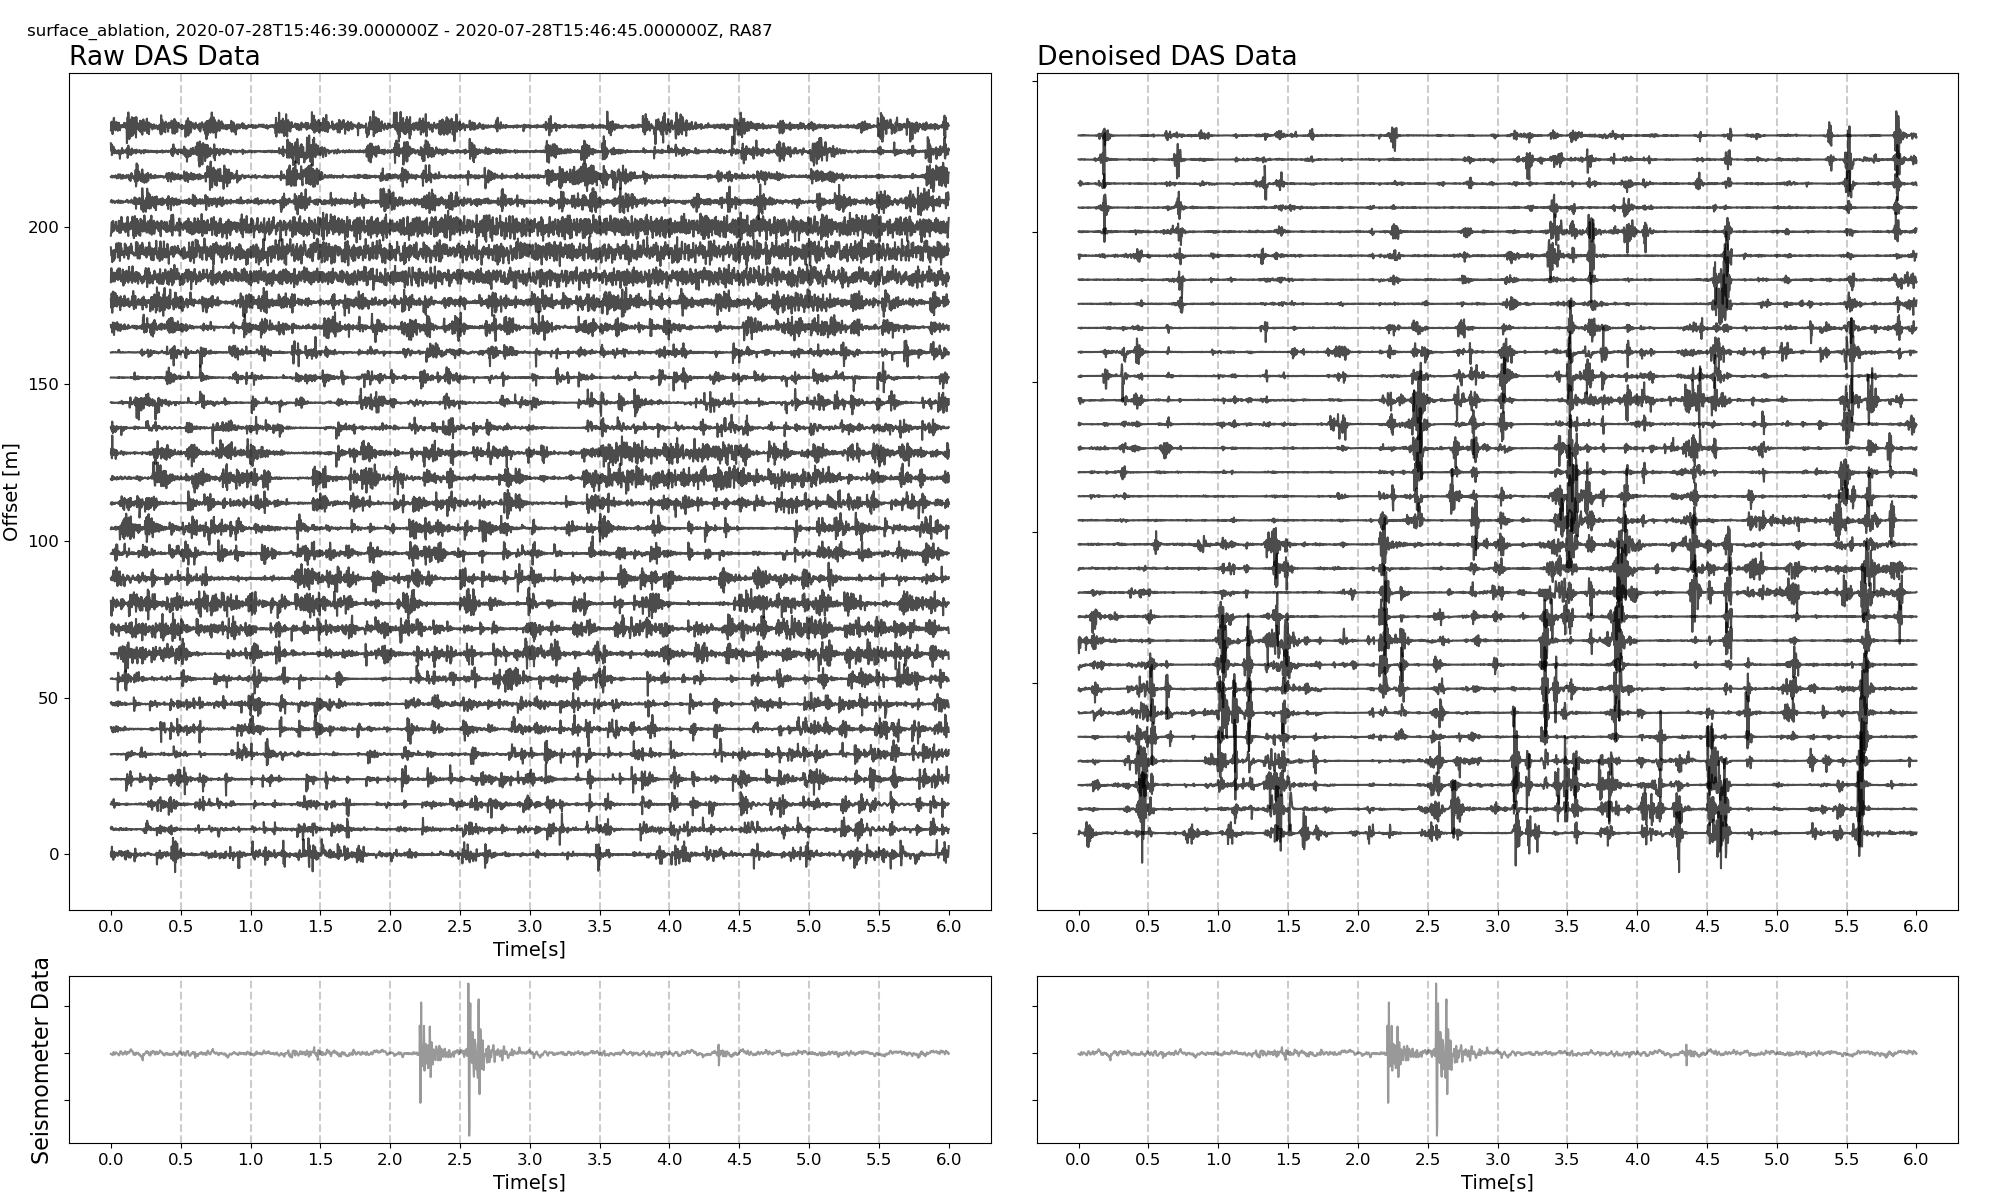 surface_ablation, 2020-07-28T15:46:39.000000Z - 2020-07-28T15:46:45.000000Z, RA87
Raw DAS Data
Denoised DAS Data
Offset [m]
200
150
100
50
0
0.0 0.5 1.0 1.5 2.0 2.5 3.0 3.5 4.0 4.5 5.0 5.5 6.0
Time[s]
0.0 0.5 1.0 1.5 2.0 2.5 3.0 3.5 4.0 4.5 5.0 5.5 6.0
Seismometer Data
0.0 0.5 1.0 1.5 2.0 2.5 3.0 3.5 4.0 4.5 5.0 5.5 6.0
Time[s]
0.0 0.5 1.0 1.5 2.0 2.5 3.0 3.5 4.0 4.5 5.0 5.5 6.0
Time[s]